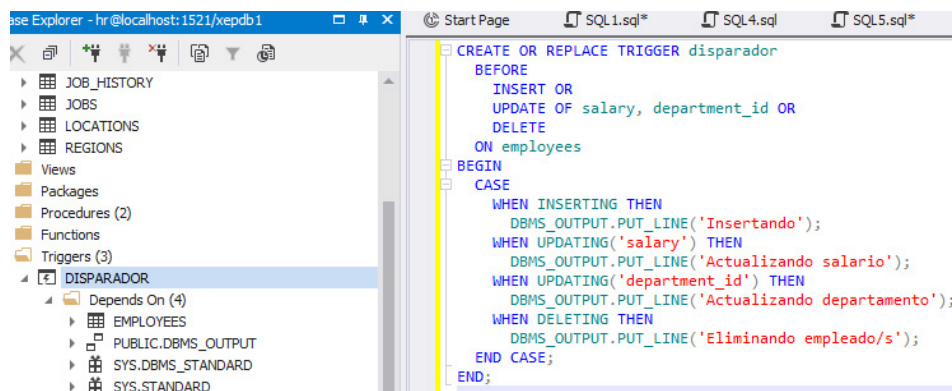 ase Explorer - hr@localhost:1521/xepdb1
JOB_HISTORY
JOBS
LOCATIONS
REGIONS
Views
Packages
Procedures (2)
Functions
Triggers (3)
DISPARADOR
Depends On (4)
EMPLOYEES
PUBLIC.DBMS_OUTPUT
SYS.DBMS_STANDARD
SYS.STANDARD
Start Page SQL1.sql* SQL4.sql SQL5.sql*
CREATE OR REPLACE TRIGGER disparador
BEFORE
INSERT OR
UPDATE OF salary, department_id OR
DELETE
ON employees
BEGIN
CASE
WHEN INSERTING THEN
DBMS_OUTPUT.PUT_LINE('Insertando');
WHEN UPDATING('salary') THEN
DBMS_OUTPUT.PUT_LINE('Actualizando salario');
WHEN UPDATING('department_id') THEN
DBMS_OUTPUT.PUT_LINE('Actualizando departamento');
WHEN DELETING THEN
DBMS_OUTPUT.PUT_LINE('Eliminando empleado/s');
END CASE;
END;